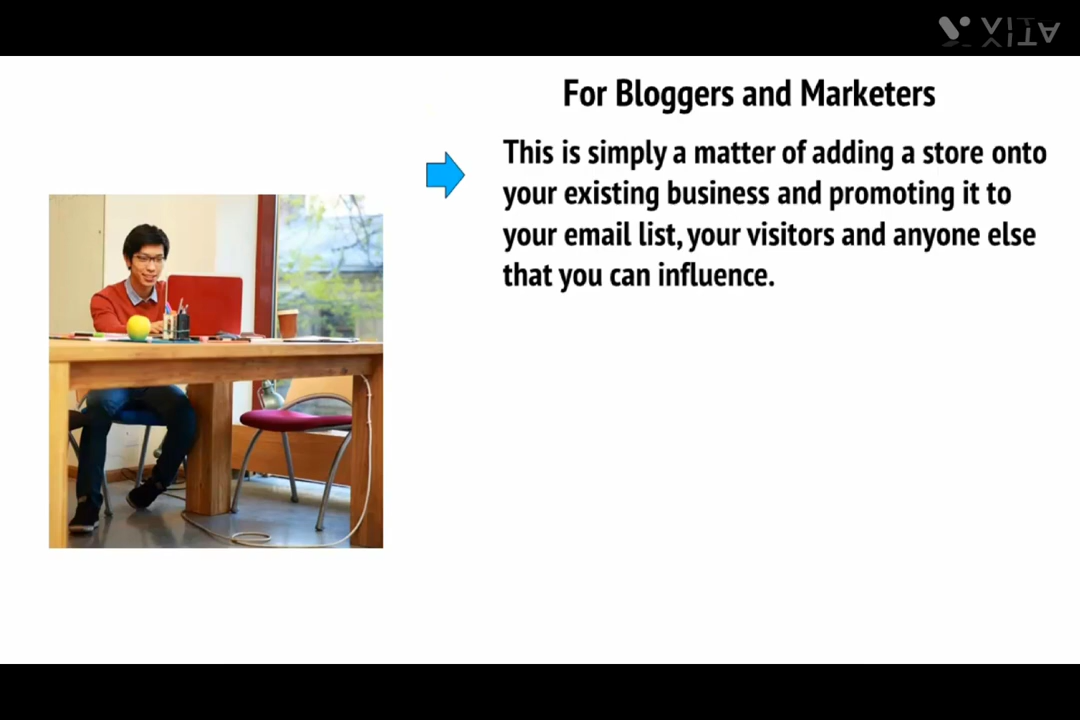 VITA
For Bloggers and Marketers
This is simply a matter of adding a store onto
your existing business and promoting it to
your email list, your visitors and anyone else
that you can influence.